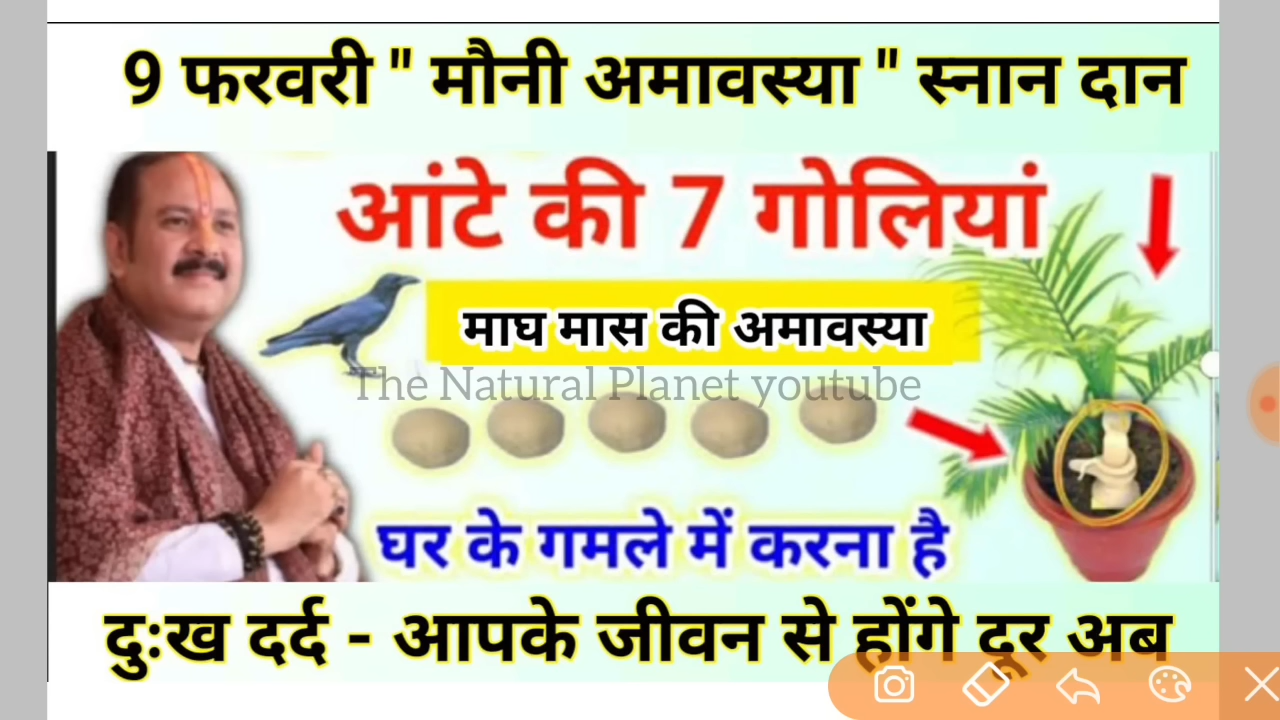 9 फरवरी " मौनी अमावस्या " स्नान दान
आंटे की 7 गोलियां
माघ मास की अमावस्या
The Natural Planet youtube
घर के गमले में करना है
दुःख दर्द - आपके जीवन से होंगे दूर अब